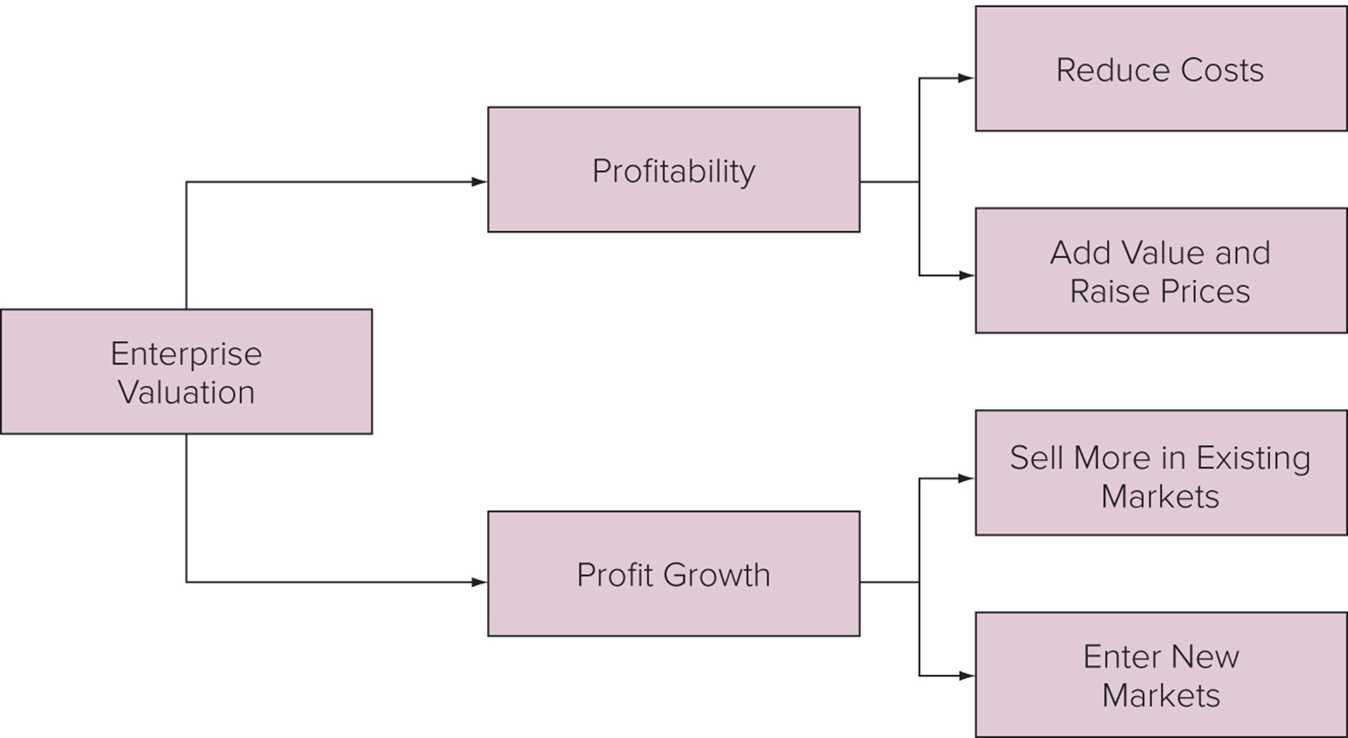 Reduce Costs
Profitability
Add Value and
Raise Prices
Enterprise
Valuation
Sell More in Existing
Markets
Profit Growth
Enter New
Markets